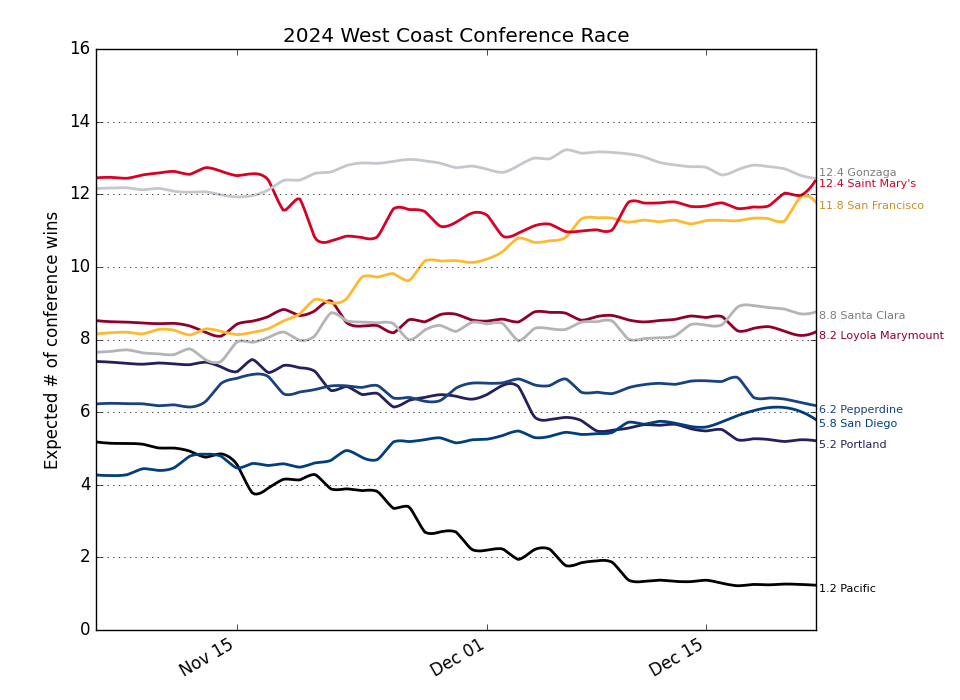 2024 West Coast Conference Race
Expected # of conference wins
16
14
12
10
8
6
4
2
0
Nov 15
Dec 01
Dec 15
12.4 Gonzaga
12.4 Saint Mary's
11.8 San Francisco
8.8 Santa Clara
8.2 Loyola Marymount
6.2 Pepperdine
5.8 San Diego
5.2 Portland
1.2 Pacific